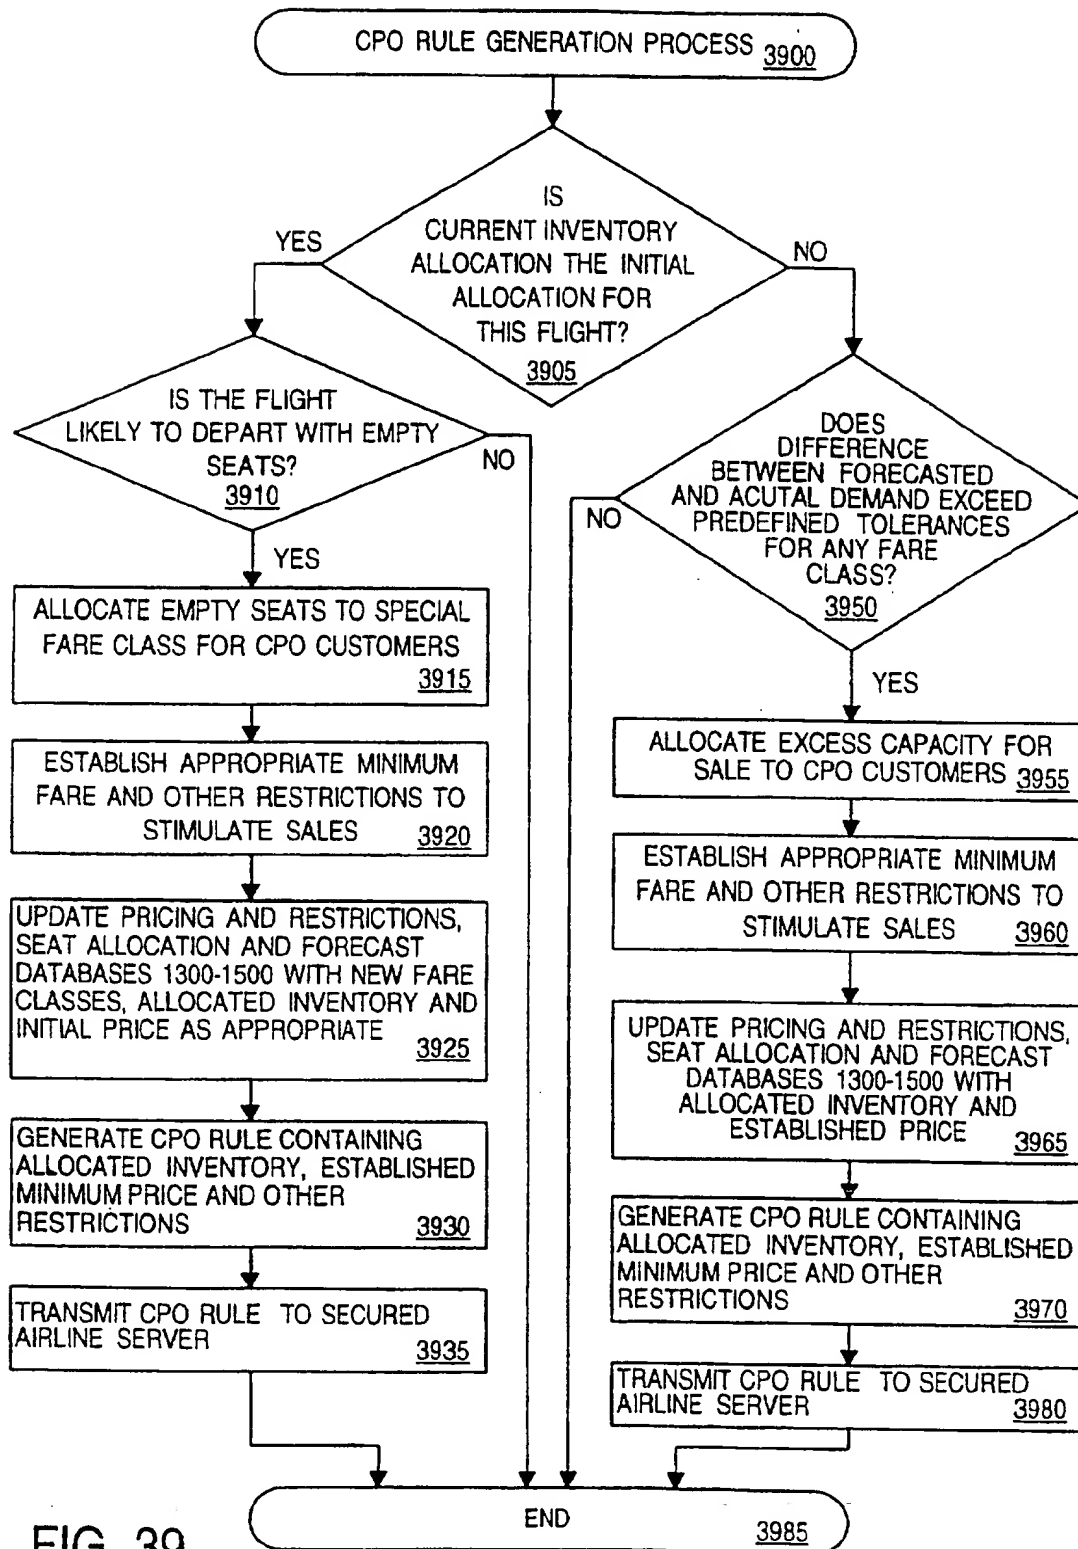 CPO RULE GENERATION PROCESS 3900
IS
CURRENT INVENTORY
ALLOCATION THE INITIAL
ALLOCATION FOR
THIS FLIGHT?
3905
YES
NO
IS THE FLIGHT
LIKELY TO DEPART WITH EMPTY
SEATS?
3910
NO
YES
ALLOCATE EMPTY SEATS TO SPECIAL
FARE CLASS FOR CPO CUSTOMERS
3915
ESTABLISH APPROPRIATE MINIMUM
FARE AND OTHER RESTRICTIONS TO
STIMULATE SALES 3920
UPDATE PRICING AND RESTRICTIONS,
SEAT ALLOCATION AND FORECAST
DATABASES 1300-1500 WITH NEW FARE
CLASSES, ALLOCATED INVENTORY AND
INITIAL PRICE AS APPROPRIATE
3925
GENERATE CPO RULE CONTAINING
ALLOCATED INVENTORY, ESTABLISHED
MINIMUM PRICE AND OTHER
RESTRICTIONS 3930
TRANSMIT CPO RULE TO SECURED
AIRLINE SERVER 3935
DOES
DIFFERENCE
BETWEEN FORECASTED
AND ACUTAL DEMAND EXCEED
PREDEFINED TOLERANCES
FOR ANY FARE
CLASS?
3950
NO
YES
ALLOCATE EXCESS CAPACITY FOR
SALE TO CPO CUSTOMERS 3955
ESTABLISH APPROPRIATE MINIMUM
FARE AND OTHER RESTRICTIONS TO
STIMULATE SALES 3960
UPDATE PRICING AND RESTRICTIONS,
SEAT ALLOCATION AND FORECAST
DATABASES 1300-1500 WITH
ALLOCATED INVENTORY AND
ESTABLISHED PRICE 3965
GENERATE CPO RULE CONTAINING
ALLOCATED INVENTORY, ESTABLISHED
MINIMUM PRICE AND OTHER
RESTRICTIONS 3970
TRANSMIT CPO RULE TO SECURED
AIRLINE SERVER 3980
END 3985
FIG. 39